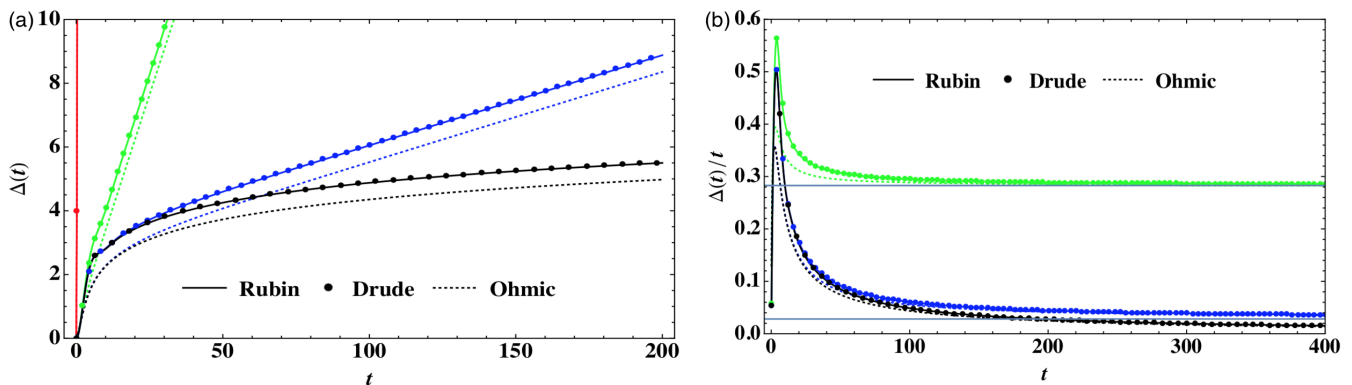 (a)
10
8
6
4
2
0
Δ(t)
Rubin Drude Ohmic
0 50 100 150 200
t
(b)
0.6
0.5
0.4
0.3
0.2
0.1
0.0
Δ(t)/t
Rubin Drude Ohmic
0 100 200 300 400
t